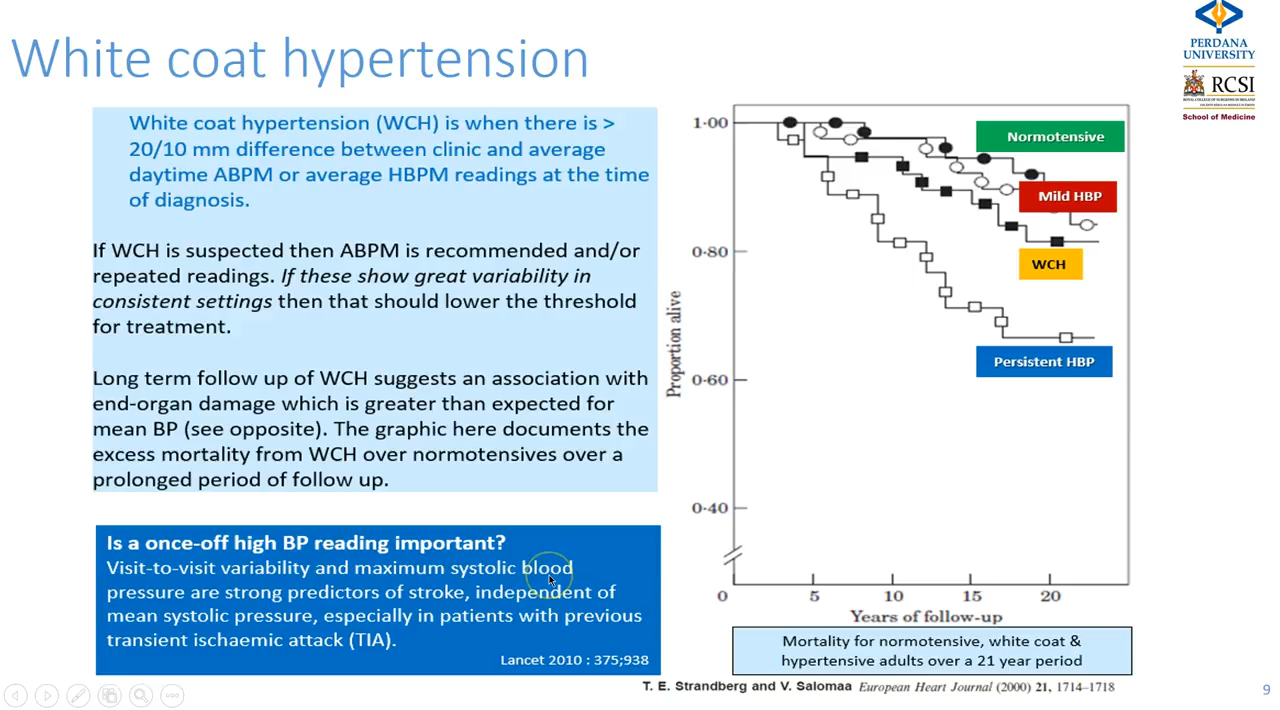 White coat hypertension
PERDANA
UNIVERSITY
RCSI
ROYAL COLLEGE OF SURGEONS IN IRELAND
School of Medicine
White coat hypertension (WCH) is when there is >
20/10 mm difference between clinic and average
daytime ABPM or average HBPM readings at the time
of diagnosis.
If WCH is suspected then ABPM is recommended and/or
repeated readings. If these show great variability in
consistent settings then that should lower the threshold
for treatment.
Long term follow up of WCH suggests an association with
end-organ damage which is greater than expected for
mean BP (see opposite). The graphic here documents the
excess mortality from WCH over normotensives over a
prolonged period of follow up.
Is a once-off high BP reading important?
Visit-to-visit variability and maximum systolic blood
pressure are strong predictors of stroke, independent of
mean systolic pressure, especially in patients with previous
transient ischaemic attack (TIA).
Lancet 2010 : 375;938
1·00
0·80
0·60
0·40
Proportion alive
Normotensive
Mild HBP
WCH
Persistent HBP
0
5
10
15
20
Years of follow-up
Mortality for normotensive, white coat &
hypertensive adults over a 21 year period
T. E. Strandberg and V. Salomaa European Heart Journal (2000) 21, 1714–1718
9